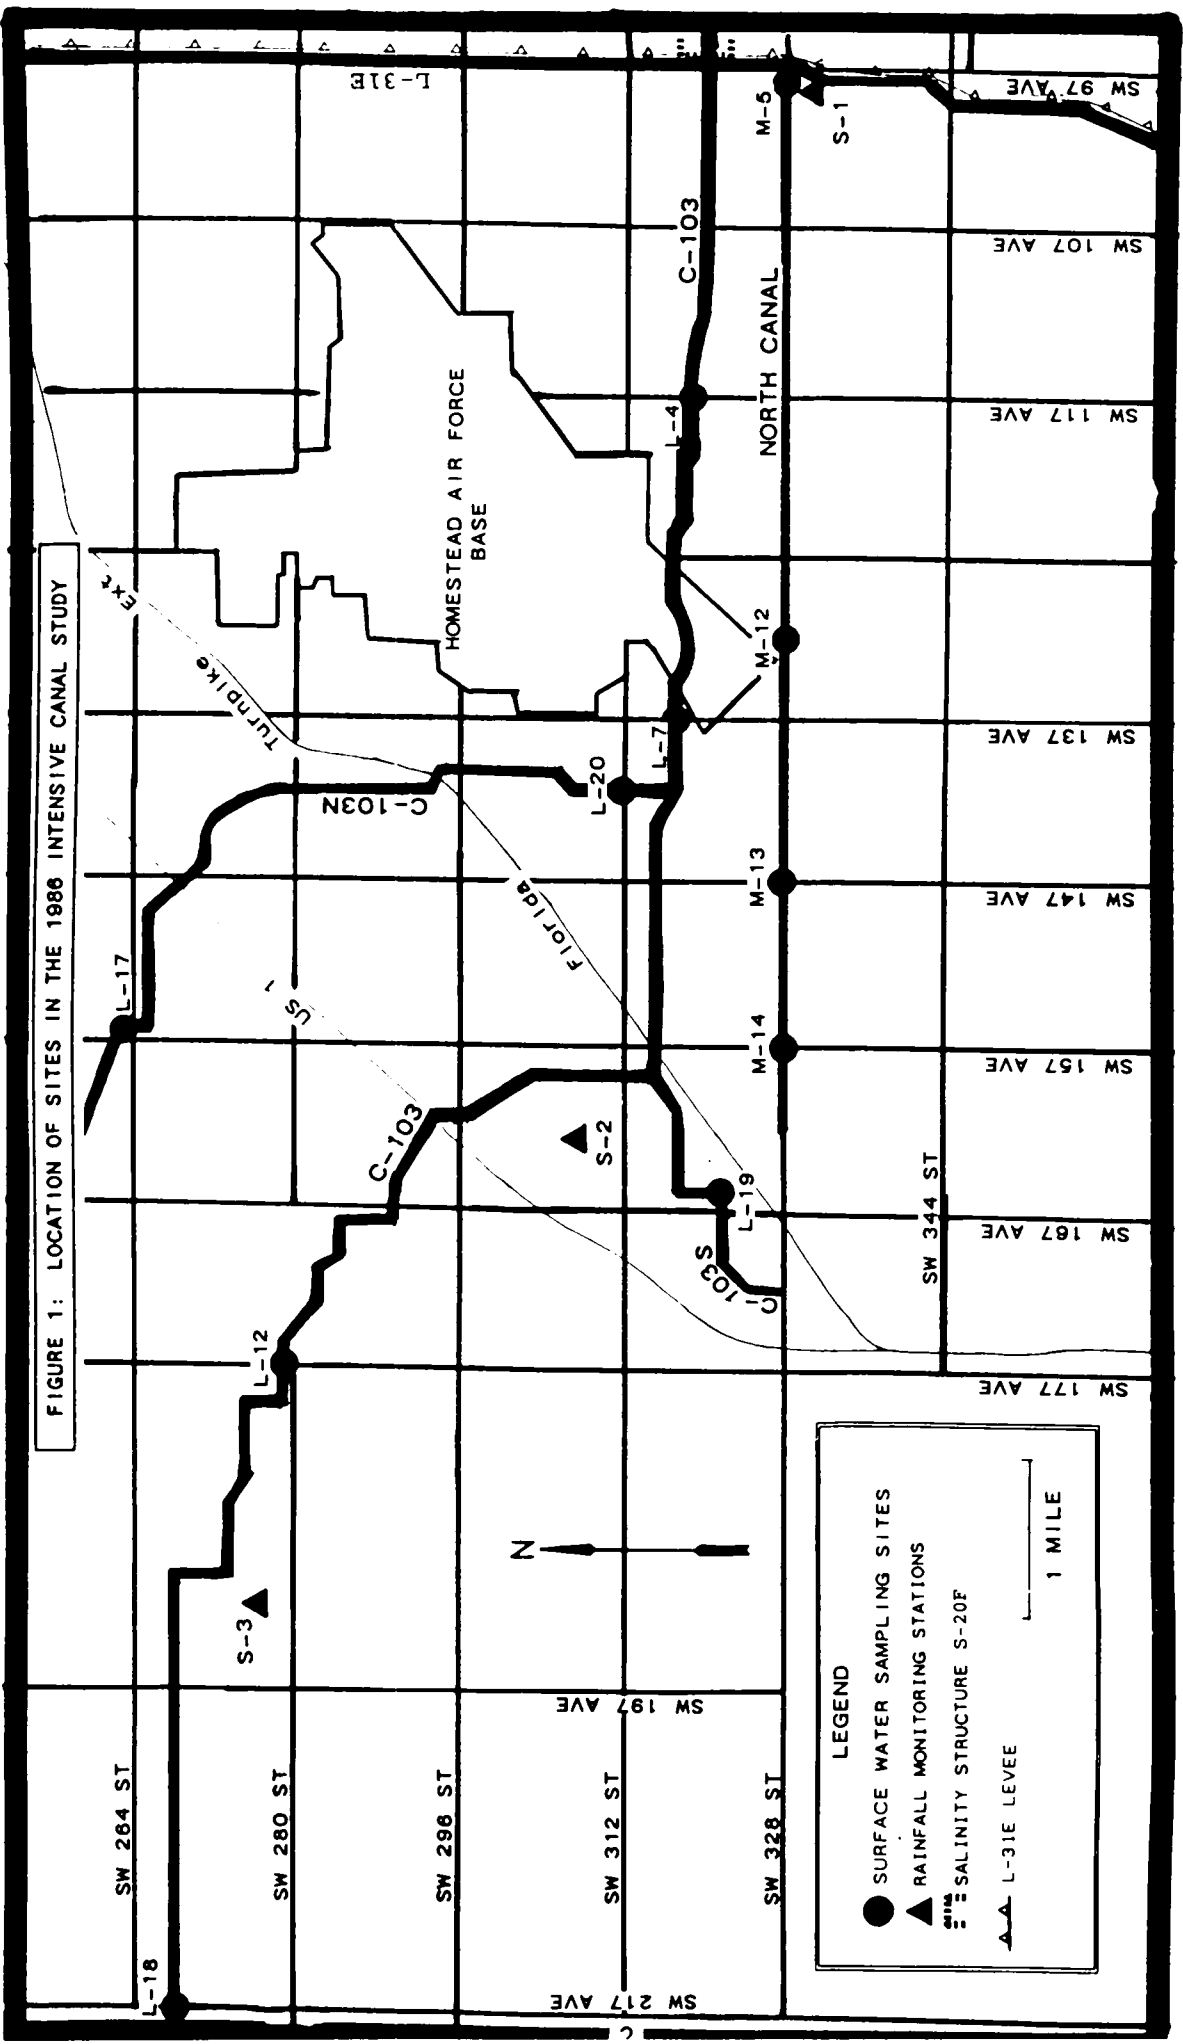 FIGURE 1: LOCATION OF SITES IN THE 1986 INTENSIVE CANAL STUDY
L-18
S-3
L-12
L-17
C-103
US 1
S-2
C-103N
Turnpike Ext
Florida
L-20
L-7
L-4
L-19
C-103S
HOMESTEAD AIR FORCE
BASE
L-31E
C-103
NORTH CANAL
M-14
M-13
M-12
M-5
S-1
SW 264 ST
SW 280 ST
SW 296 ST
SW 312 ST
SW 328 ST
SW 344 ST
SW 217 AVE
SW 197 AVE
SW 177 AVE
SW 167 AVE
SW 157 AVE
SW 147 AVE
SW 137 AVE
SW 117 AVE
SW 107 AVE
SW 97 AVE
N
LEGEND
SURFACE WATER SAMPLING SITES
RAINFALL MONITORING STATIONS
SALINITY STRUCTURE S-20F
L-31E LEVEE
1 MILE
2